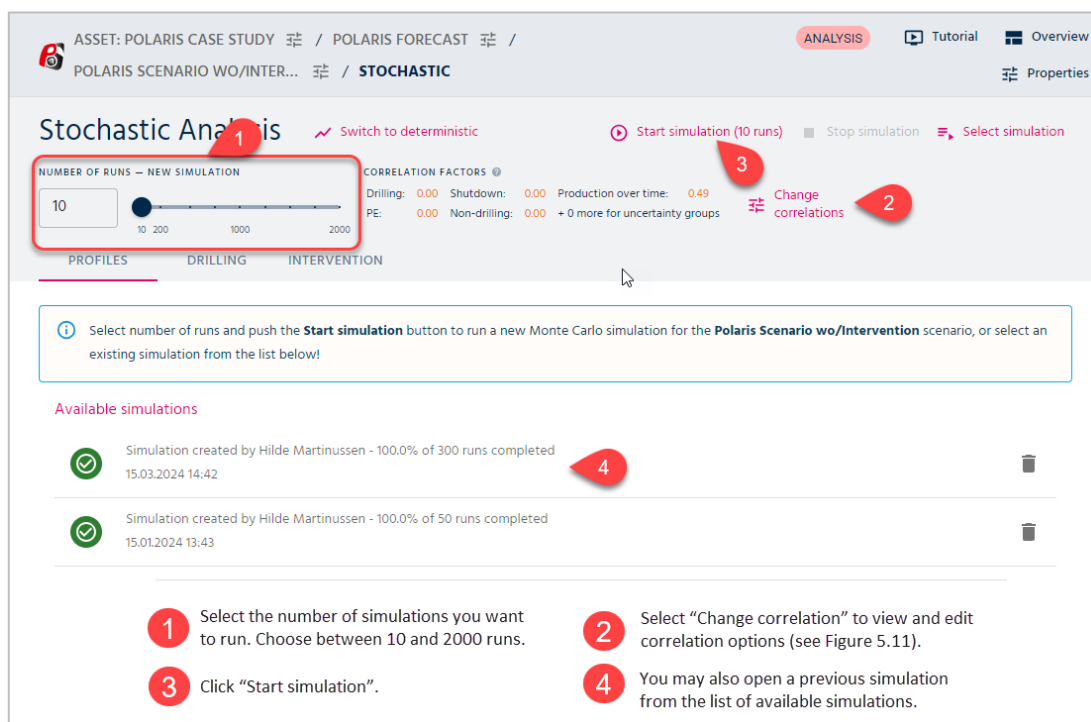 ASSET: POLARIS CASE STUDY / POLARIS FORECAST /
POLARIS SCENARIO WO/INTER... / STOCHASTIC
ANALYSIS
Tutorial
Overview
Properties
Stochastic Analysis
1
Switch to deterministic
Start simulation (10 runs)
Stop simulation
Select simulation
3
NUMBER OF RUNS — NEW SIMULATION
10
10 200 1000 2000
CORRELATION FACTORS
Drilling: 0.00 Shutdown: 0.00 Production over time: 0.49
PE: 0.00 Non-drilling: 0.00 + 0 more for uncertainty groups
Change
correlations
2
PROFILES DRILLING INTERVENTION
Select number of runs and push the Start simulation button to run a new Monte Carlo simulation for the Polaris Scenario wo/Intervention scenario, or select an
existing simulation from the list below!
Available simulations
Simulation created by Hilde Martinussen - 100.0% of 300 runs completed
15.03.2024 14:42
4
Simulation created by Hilde Martinussen - 100.0% of 50 runs completed
15.01.2024 13:43
1 Select the number of simulations you want
to run. Choose between 10 and 2000 runs.
2 Select “Change correlation” to view and edit
correlation options (see Figure 5.11).
3 Click “Start simulation”.
4 You may also open a previous simulation
from the list of available simulations.